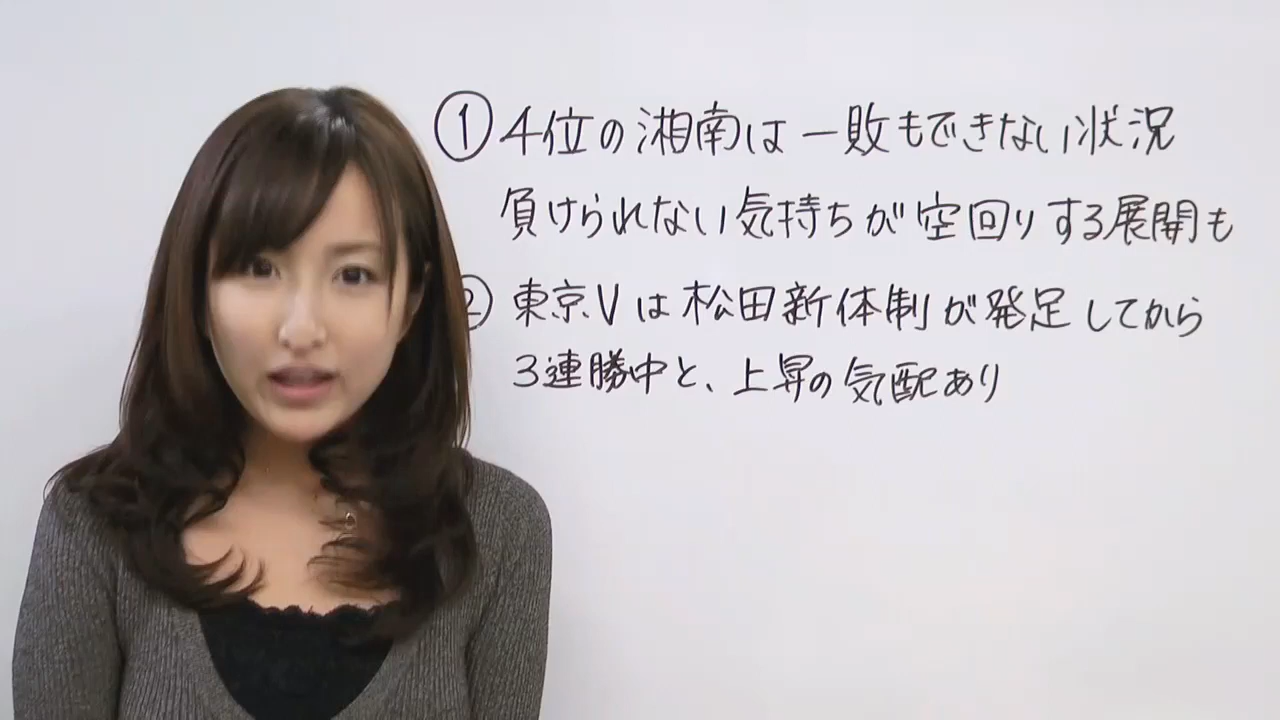 ① 4位の湘南は一敗もできない状況
負けられない気持ちが空回りする展開も
② 東京Vは松田新体制が発足してから
3連勝中と、上昇の気配あり